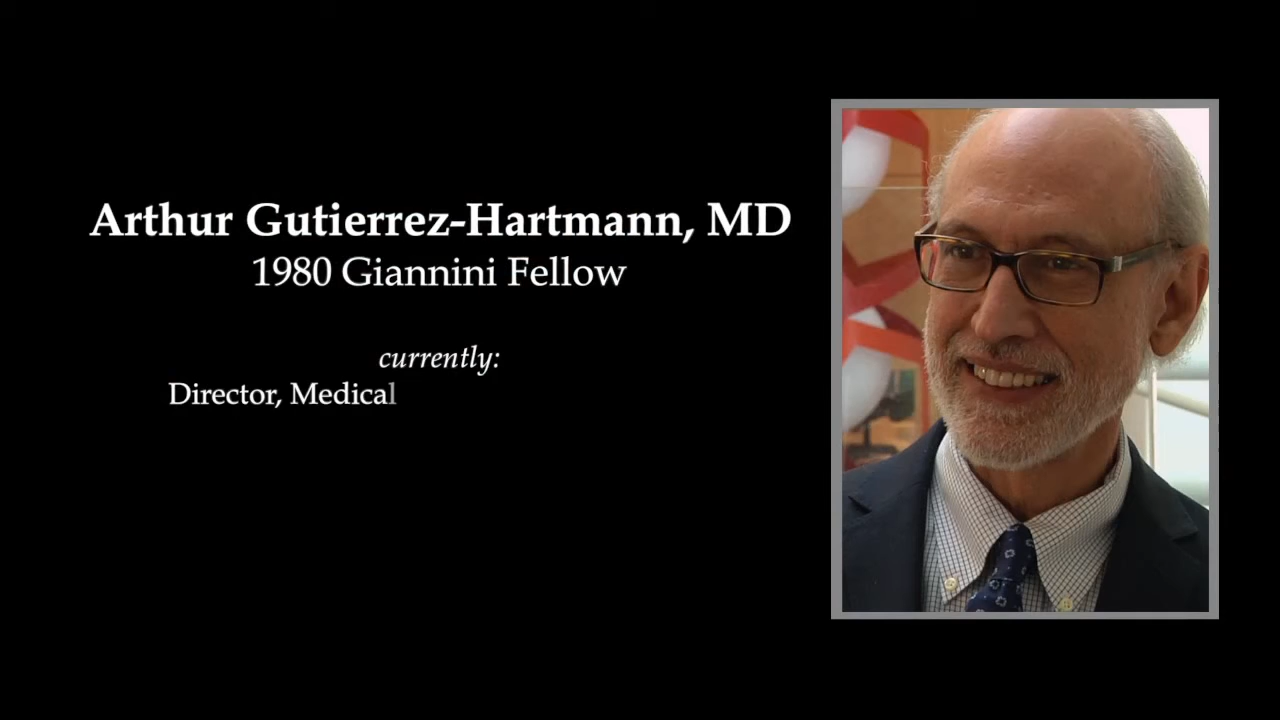 Arthur Gutierrez-Hartmann, MD
1980 Giannini Fellow
currently:
Director, Medical